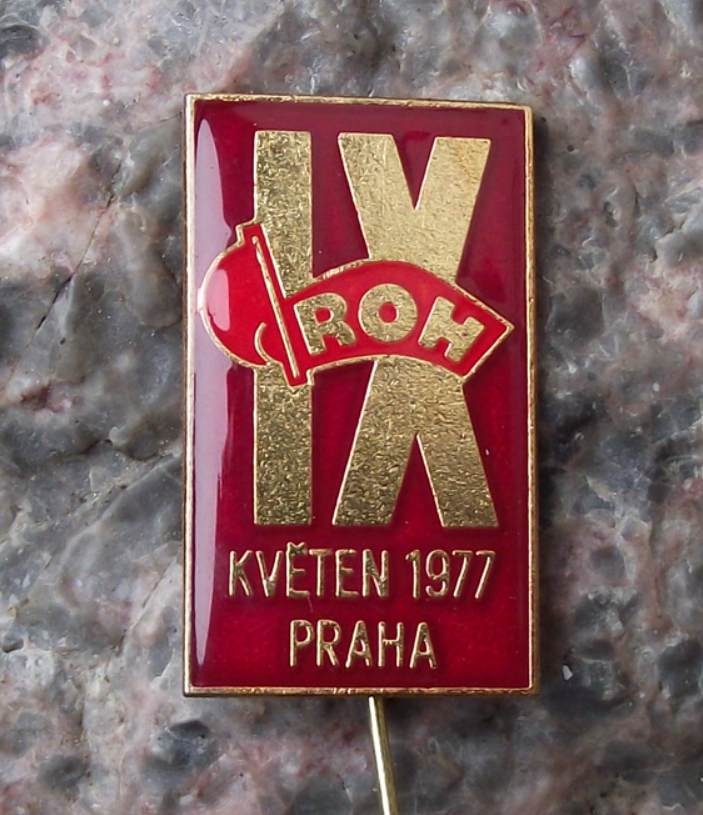 IX
ROH
KVĚTEN 1977
PRAHA